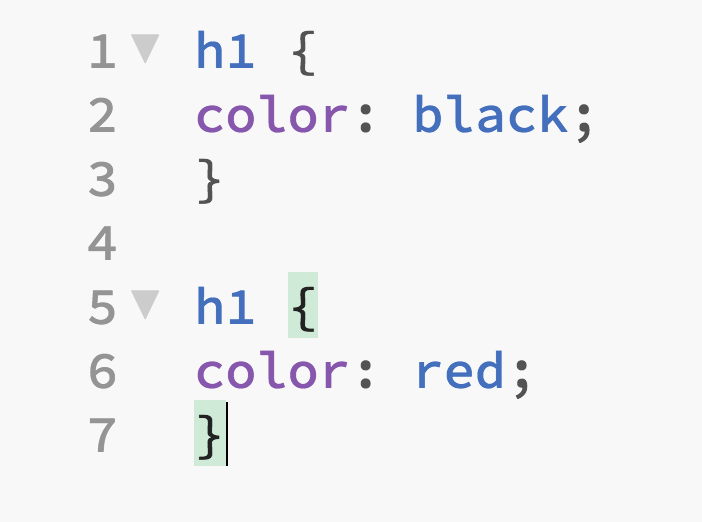 1 h1 {
2 color: black;
3 }
4
5 h1 {
6 color: red;
7 }